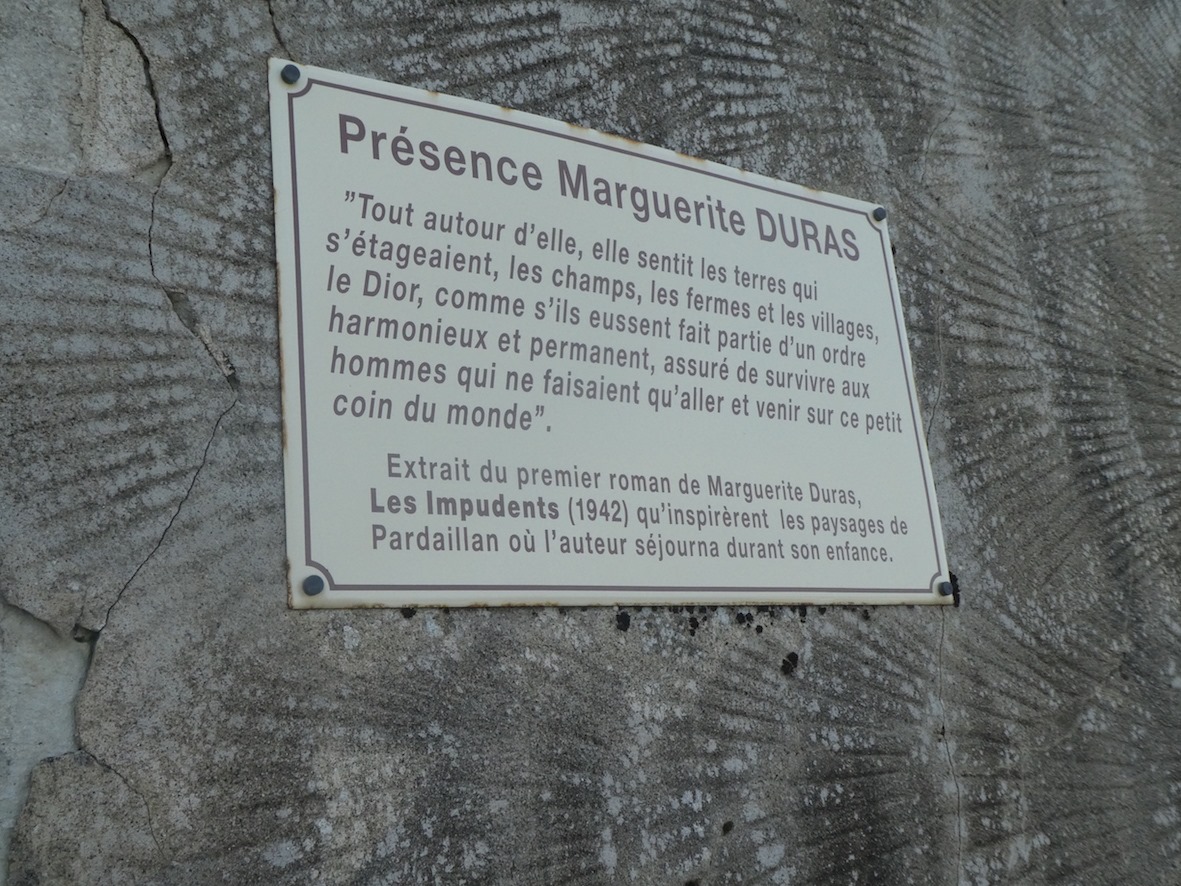 Présence Marguerite DURAS
"Tout autour d'elle, elle sentit les terres qui
s'étageaient, les champs, les fermes et les villages,
le Dior, comme s'ils eussent fait partie d'un ordre
harmonieux et permanent, assuré de survivre aux
hommes qui ne faisaient qu'aller et venir sur ce petit
coin du monde".
Extrait du premier roman de Marguerite Duras,
Les Impudents (1942) qu'inspirèrent les paysages de
Pardaillan où l'auteur séjourna durant son enfance.